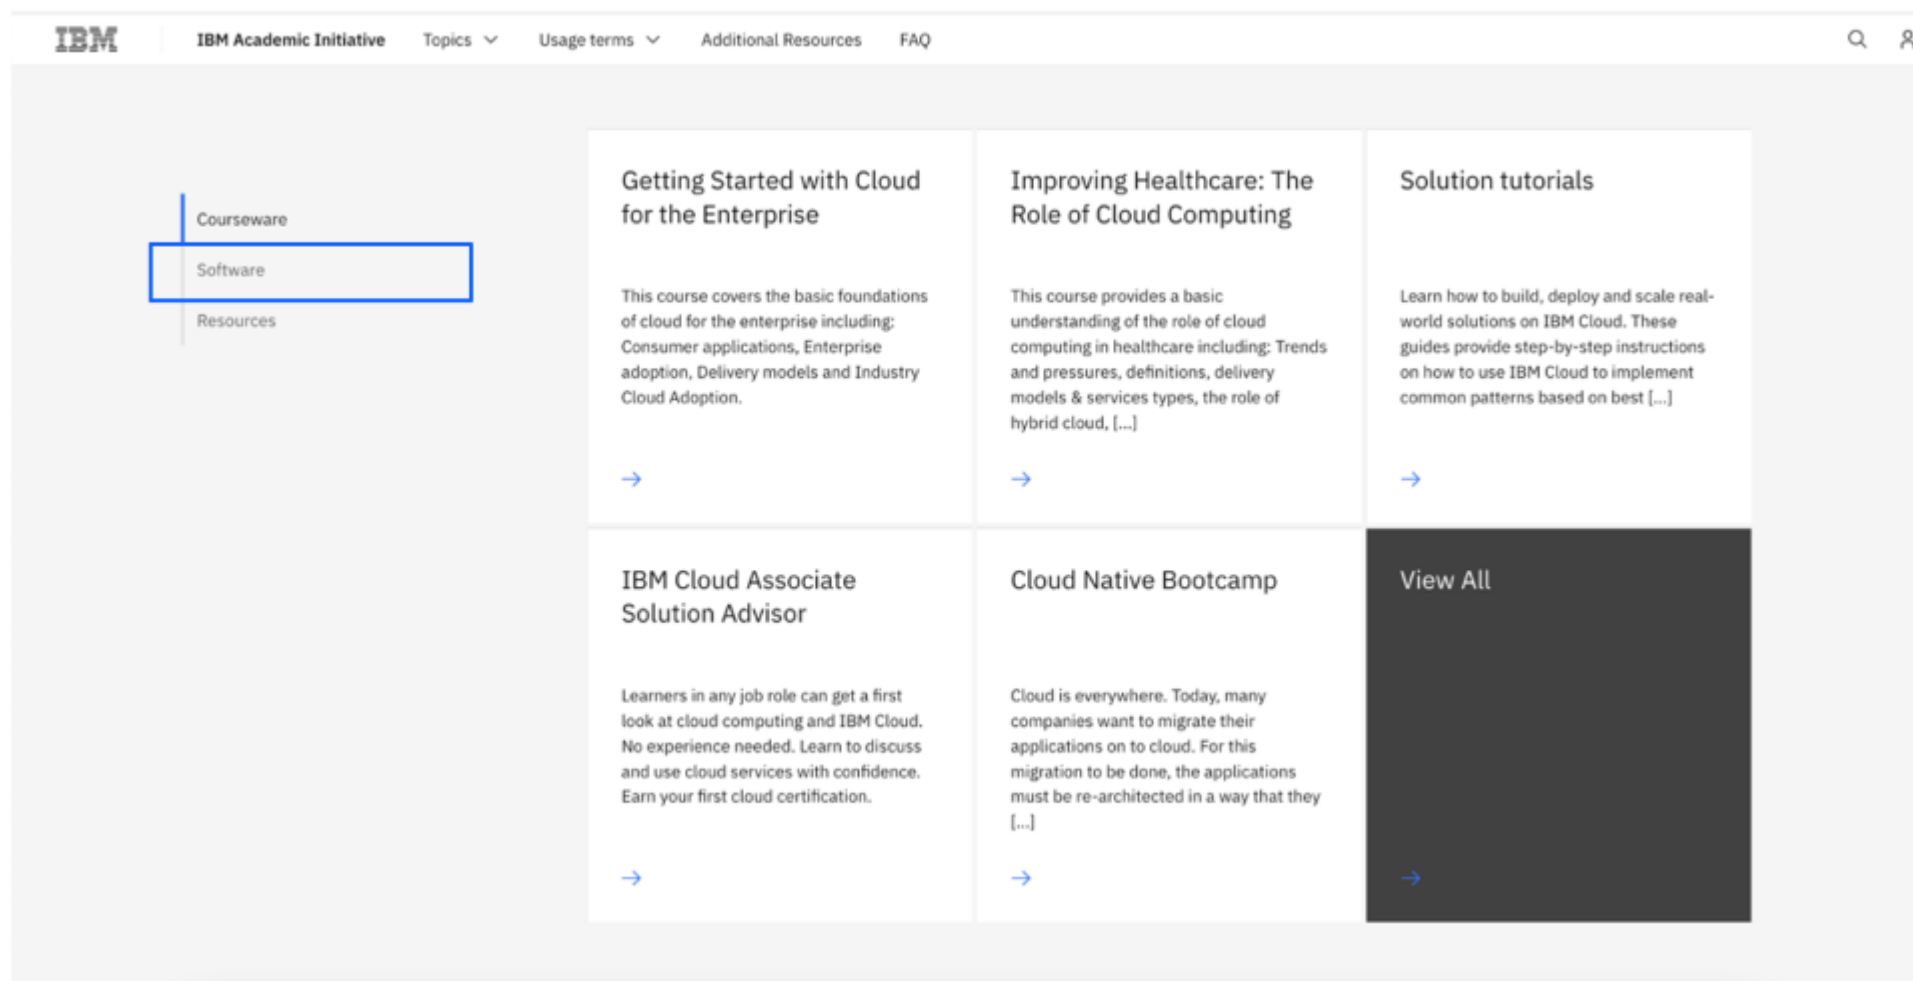 IBM IBM Academic Initiative Topics Usage terms Additional Resources FAQ
Courseware
Software
Resources
Getting Started with Cloud
for the Enterprise
This course covers the basic foundations
of cloud for the enterprise including:
Consumer applications, Enterprise
adoption, Delivery models and Industry
Cloud Adoption.
Improving Healthcare: The
Role of Cloud Computing
This course provides a basic
understanding of the role of cloud
computing in healthcare including: Trends
and pressures, definitions, delivery
models & services types, the role of
hybrid cloud, [...]
Solution tutorials
Learn how to build, deploy and scale real-
world solutions on IBM Cloud. These
guides provide step-by-step instructions
on how to use IBM Cloud to implement
common patterns based on best [...]
IBM Cloud Associate
Solution Advisor
Learners in any job role can get a first
look at cloud computing and IBM Cloud.
No experience needed. Learn to discuss
and use cloud services with confidence.
Earn your first cloud certification.
Cloud Native Bootcamp
Cloud is everywhere. Today, many
companies want to migrate their
applications on to cloud. For this
migration to be done, the applications
must be re-architected in a way that they
[...]
View All